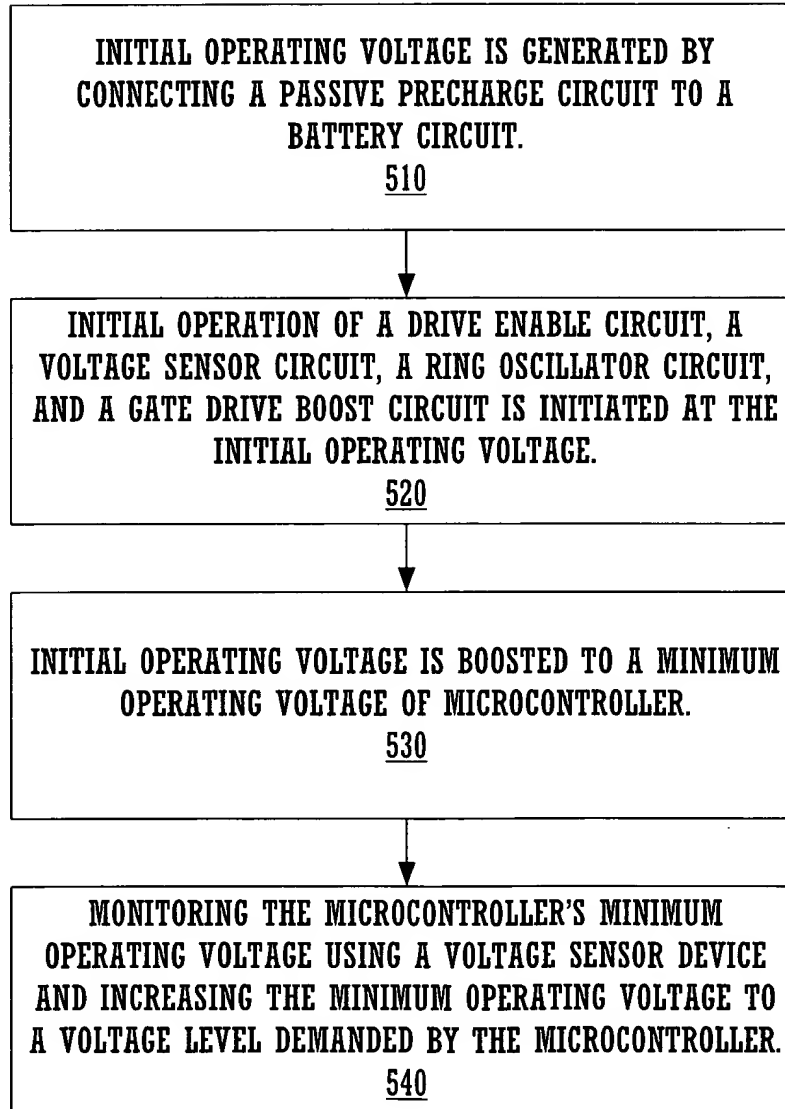 INITIAL OPERATING VOLTAGE IS GENERATED BY
CONNECTING A PASSIVE PRECHARGE CIRCUIT TO A
BATTERY CIRCUIT.
510
INITIAL OPERATION OF A DRIVE ENABLE CIRCUIT, A
VOLTAGE SENSOR CIRCUIT, A RING OSCILLATOR CIRCUIT,
AND A GATE DRIVE BOOST CIRCUIT IS INITIATED AT THE
INITIAL OPERATING VOLTAGE.
520
INITIAL OPERATING VOLTAGE IS BOOSTED TO A MINIMUM
OPERATING VOLTAGE OF MICROCONTROLLER.
530
MONITORING THE MICROCONTROLLER'S MINIMUM
OPERATING VOLTAGE USING A VOLTAGE SENSOR DEVICE
AND INCREASING THE MINIMUM OPERATING VOLTAGE TO
A VOLTAGE LEVEL DEMANDED BY THE MICROCONTROLLER.
540